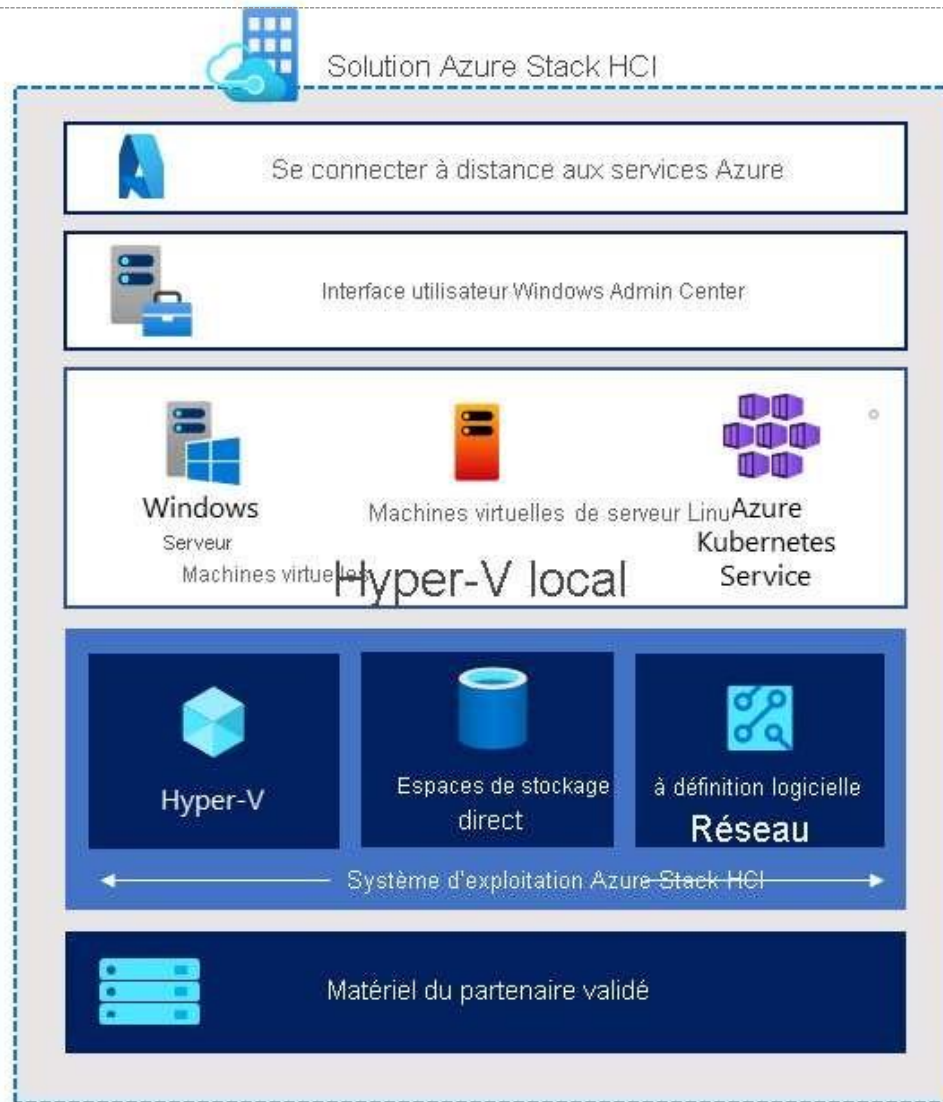 Solution Azure Stack HCI
Se connecter à distance aux services Azure
Interface utilisateur Windows Admin Center
Windows
Serveur
Machines virtuelles
Machines virtuelles de serveur Linu
Azure
Kubernetes
Service
Hyper-V local
Hyper-V
Espaces de stockage
direct
à définition logicielle
Réseau
Système d'exploitation Azure Stack HCI
Matériel du partenaire validé